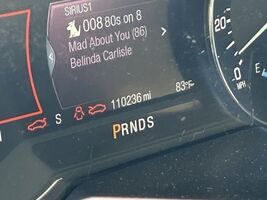 SIRIUS1
008 80s on 8
Mad About You (86)
Belinda Carlisle
20
0
MPH
E
S
110236 mi
83°F
PRNDS